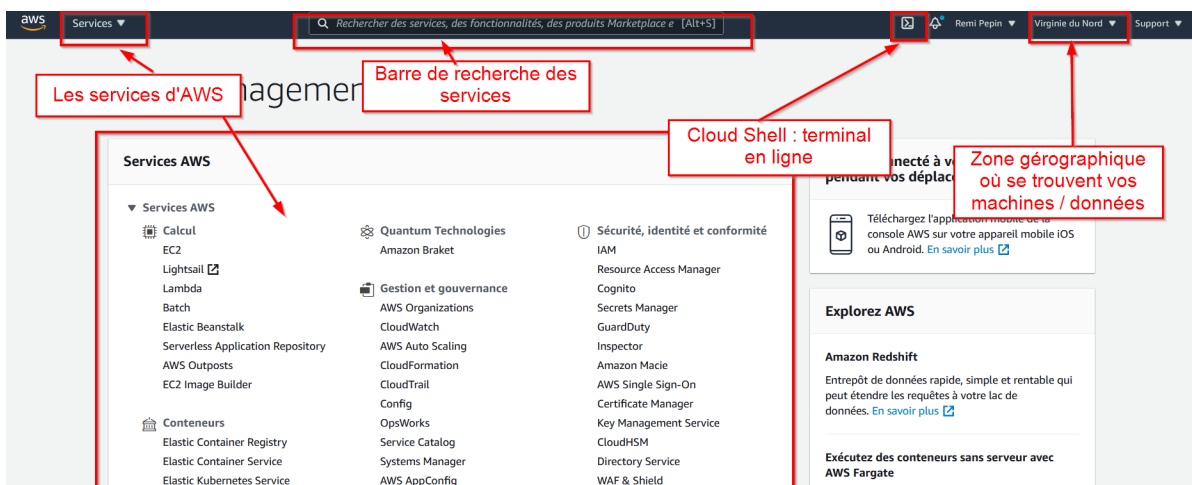 aws
Services ▼
Rechercher des services, des fonctionnalités, des produits Marketplace e [Alt+S]
Remi Pepin ▼
Virginie du Nord ▼
Support ▼
Les services d'AWS
Barre de recherche des
services
Cloud Shell : terminal
en ligne
Zone gérographique
où se trouvent vos
machines / données
Services AWS
▼ Services AWS
Calcul
EC2
Lightsail
Lambda
Batch
Elastic Beanstalk
Serverless Application Repository
AWS Outposts
EC2 Image Builder
Conteneurs
Elastic Container Registry
Elastic Container Service
Elastic Kubernetes Service
Quantum Technologies
Amazon Braket
Gestion et gouvernance
AWS Organizations
CloudWatch
AWS Auto Scaling
CloudFormation
CloudTrail
Config
OpsWorks
Service Catalog
Systems Manager
AWS AppConfig
Sécurité, identité et conformité
IAM
Resource Access Manager
Cognito
Secrets Manager
GuardDuty
Inspector
Amazon Macie
AWS Single Sign-On
Certificate Manager
Key Management Service
CloudHSM
Directory Service
WAF & Shield
pendant vos
Téléchargez l'application mobile de la
console AWS sur votre appareil mobile iOS
ou Android. En savoir plus
Explorez AWS
Amazon Redshift
Entrepôt de données rapide, simple et rentable qui
peut étendre les requêtes à votre lac de
données. En savoir plus
Exécutez des conteneurs sans serveur avec
AWS Fargate